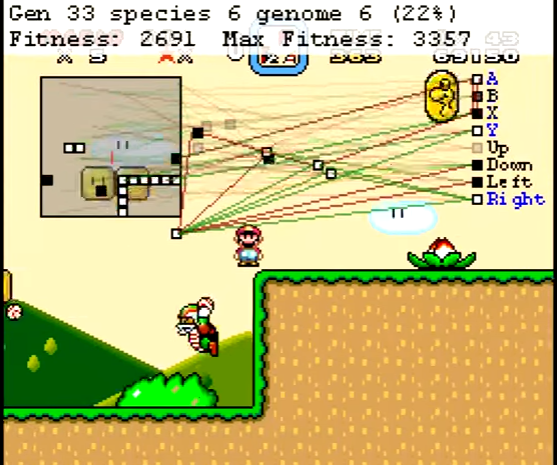 Gen 33 species 6 genome 6 (22%)
Fitness: 2691 Max Fitness: 3357
A
B
X
Y
Up
Down
Left
Right